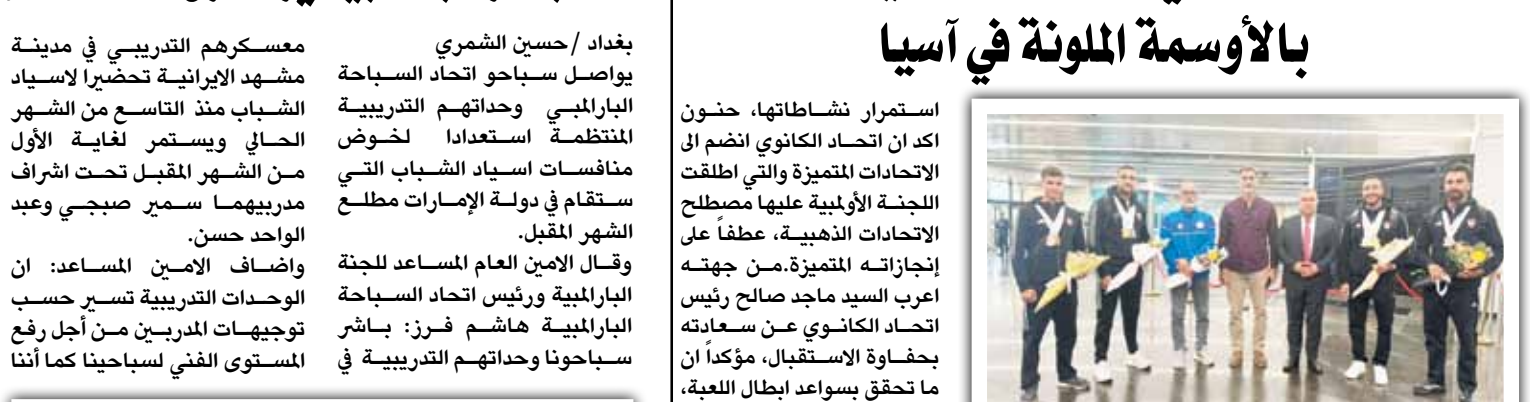 بالأوسمة الملونة في آسيا
استمرار نشاطاتها، حنون
اكد ان اتحاد الكانوي انضم الى
الاتحادات المتميزة والتي اطلقت
اللجنة الأولمبية عليها مصطلح
الاتحادات الذهبية، عطفاً على
إنجازاته المتميزة.من جهته
اعرب السيد ماجد صالح رئيس
اتحاد الكانوي عن سعادته
بحفاوة الاستقبال، مؤكداً ان
ما تحقق بسواعد ابطال اللعبة،
بغداد / حسين الشمري
يواصل سباحو اتحاد السباحة
البارالمبي وحداتهم التدريبية
المنتظمة استعدادا لخوض
منافسات اسياد الشباب التي
ستقام في دولة الإمارات مطلع
الشهر المقبل.
وقال الامين العام المساعد للجنة
البارالمبية ورئيس اتحاد السباحة
البارالمبية هاشم فرز: باشر
سباحونا وحداتهم التدريبية في
معسكرهم التدريبي في مدينة
مشهد الايرانية تحضيرا لاسياد
الشباب منذ التاسع من الشهر
الحالي ويستمر لغاية الأول
من الشهر المقبل تحت اشراف
مدربيهما سمير صبحي وعبد
الواحد حسن.
واضاف الامين المساعد: ان
الوحدات التدريبية تسير حسب
توجيهات المدربين من أجل رفع
المستوى الفني لسباحينا كما أننا